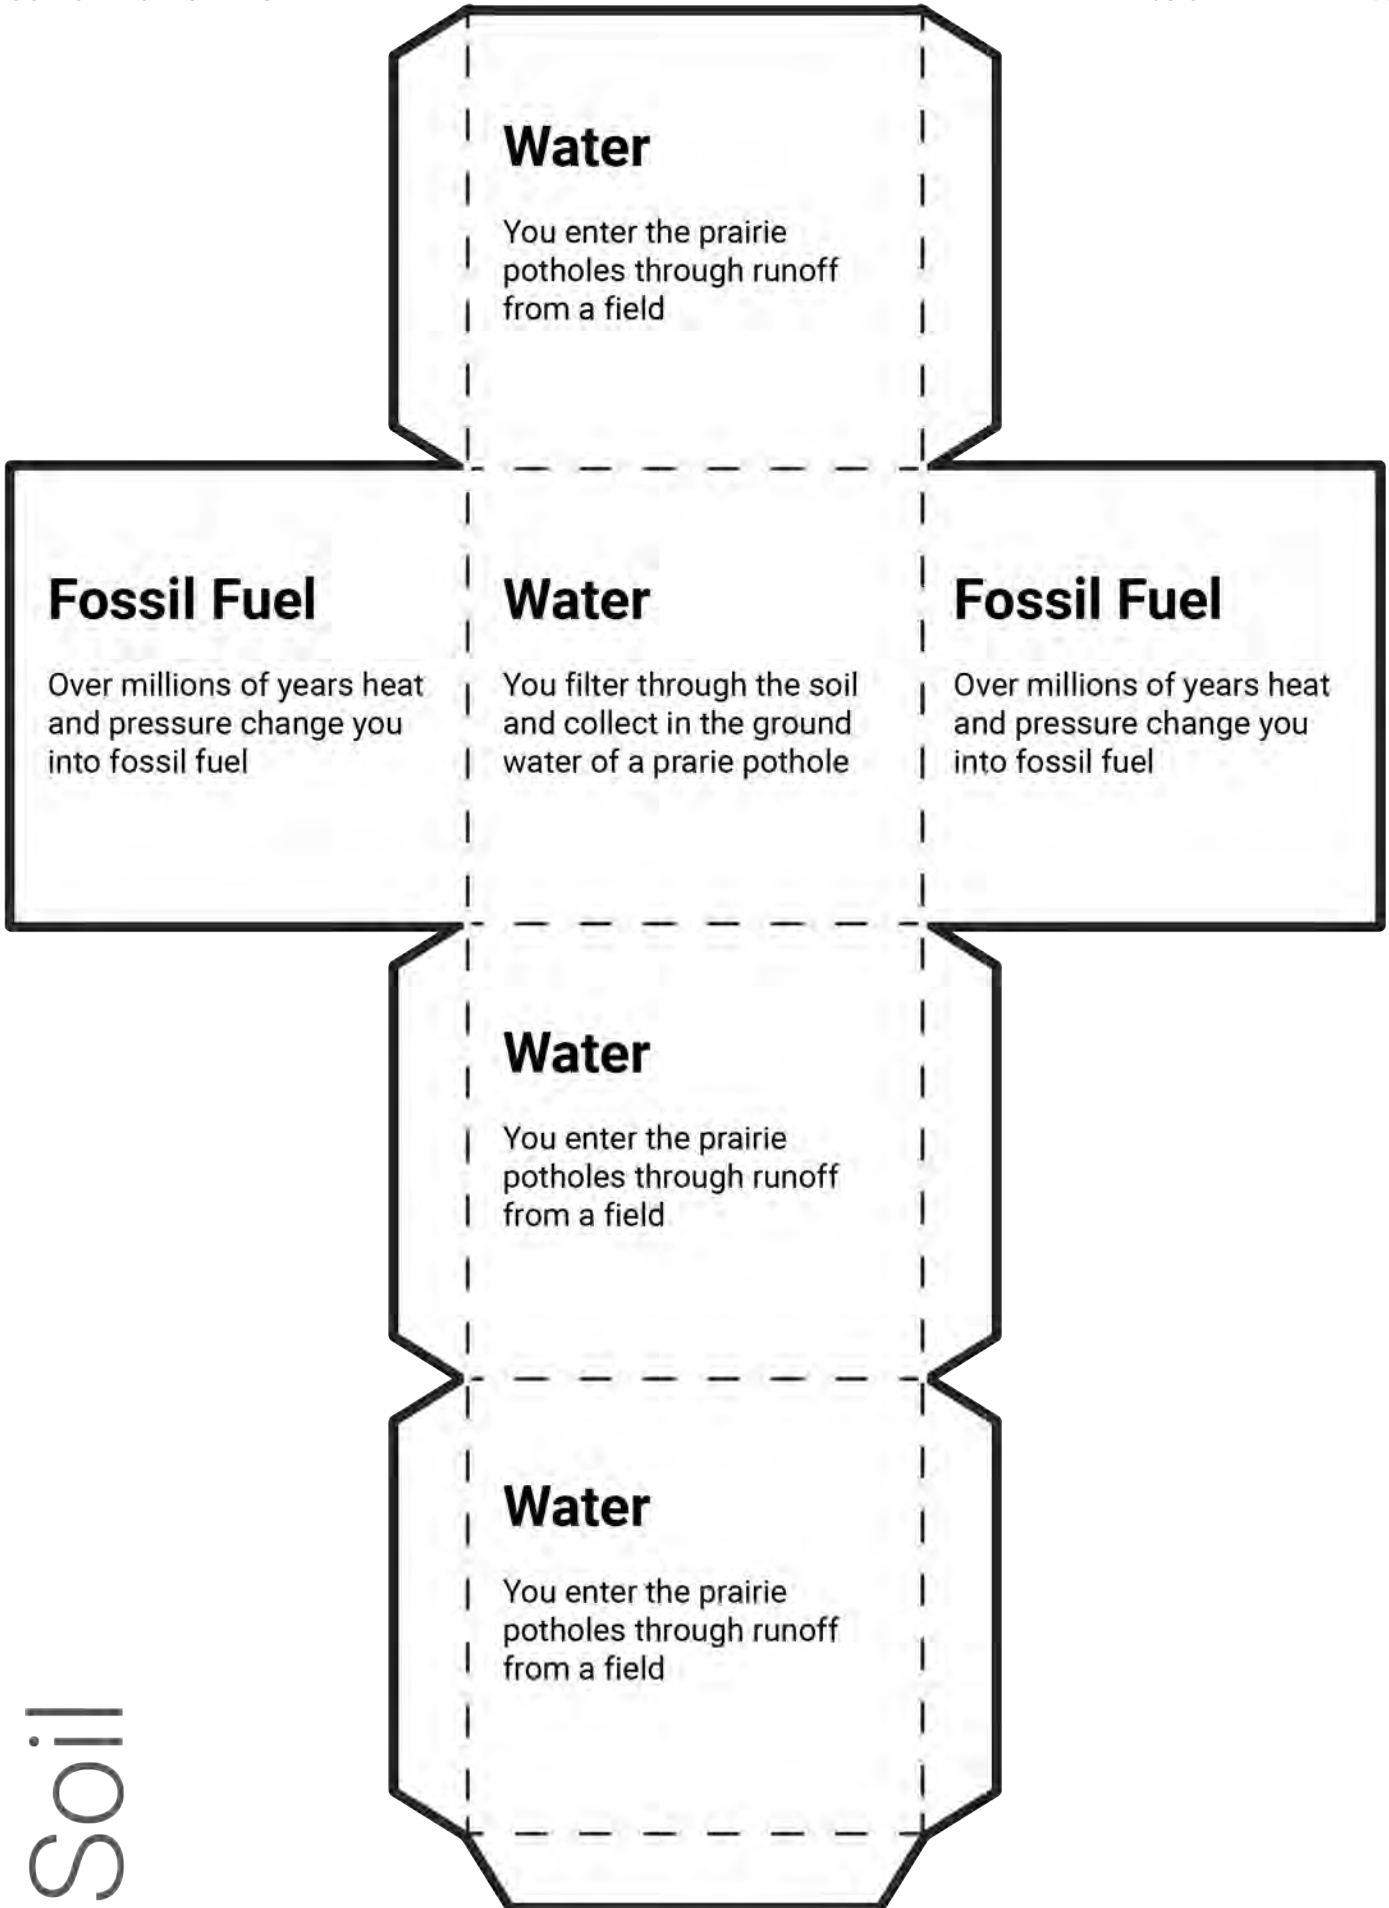 Water
You enter the prairie
potholes through runoff
from a field
Fossil Fuel
Over millions of years heat
and pressure change you
into fossil fuel
Water
You filter through the soil
and collect in the ground
water of a prarie pothole
Fossil Fuel
Over millions of years heat
and pressure change you
into fossil fuel
Water
You enter the prairie
potholes through runoff
from a field
Water
You enter the prairie
potholes through runoff
from a field
Soil